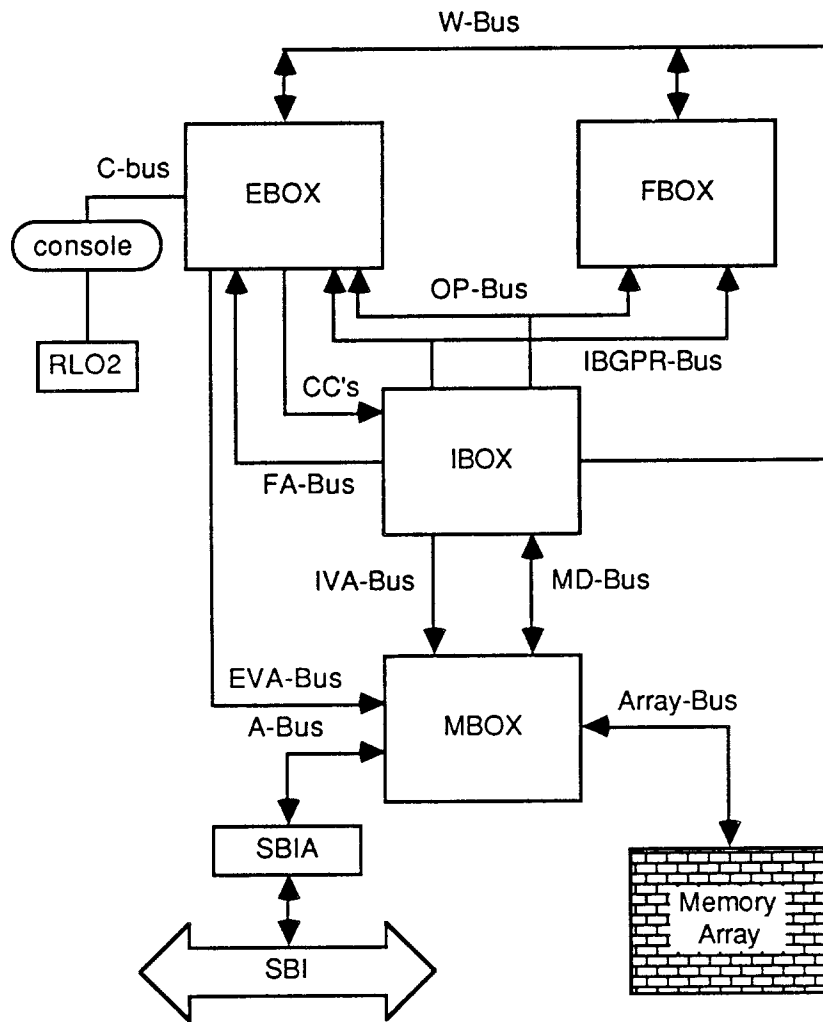 W-Bus
C-bus
EBOX
FBOX
console
OP-Bus
RLO2
IBGPR-Bus
CC's
IBOX
FA-Bus
IVA-Bus
MD-Bus
EVA-Bus
Array-Bus
A-Bus
MBOX
SBIA
Memory
Array
SBI